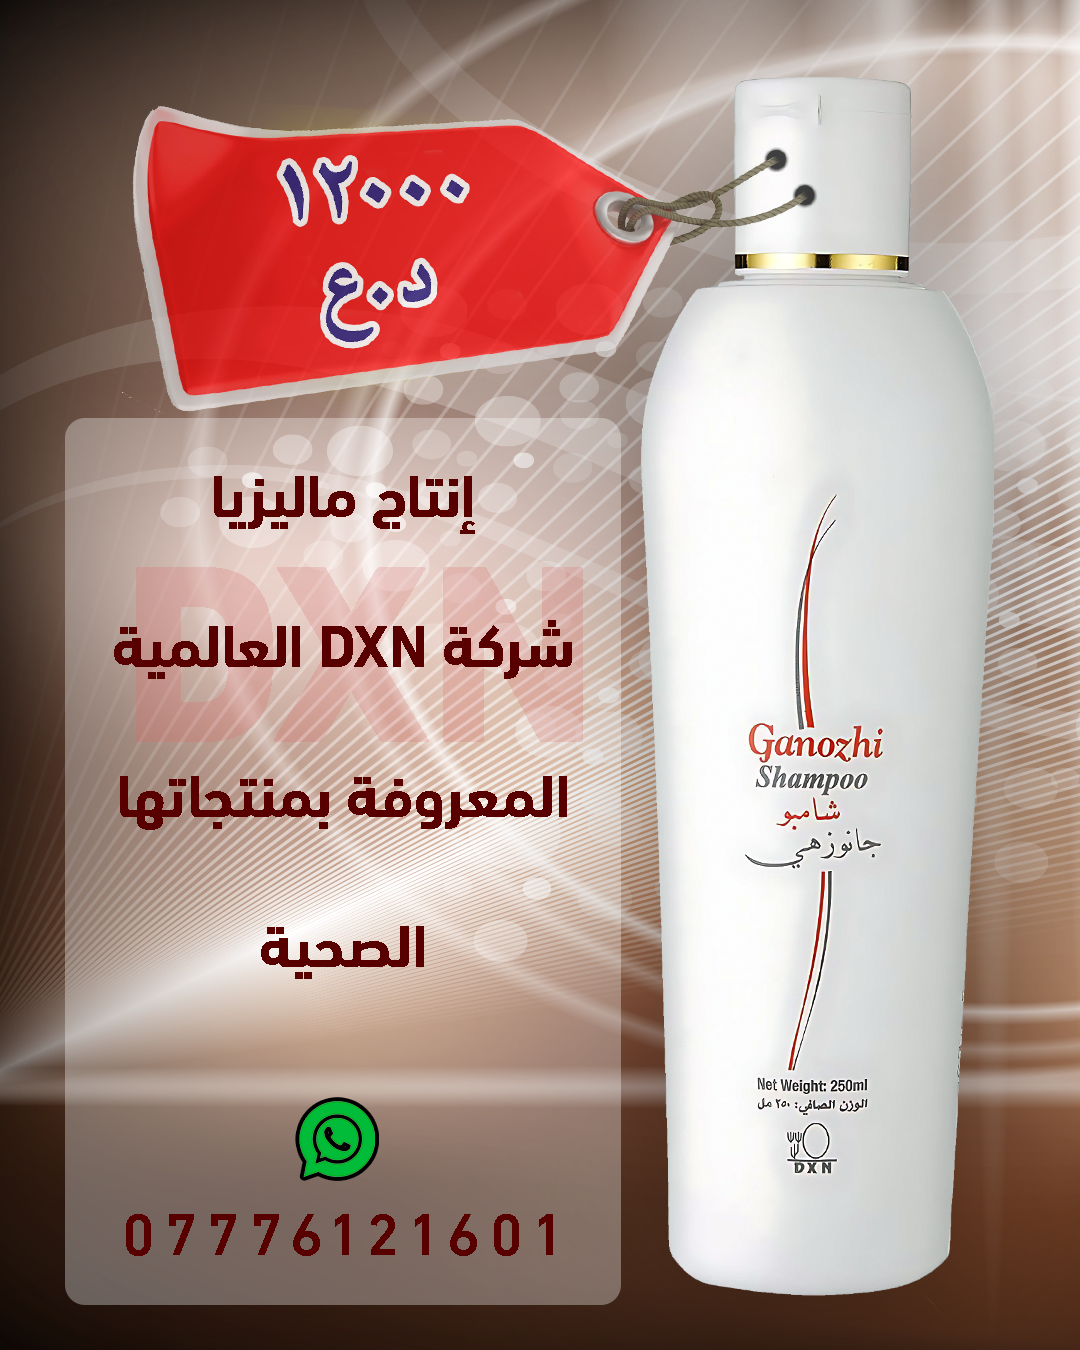 ١٢٠٠٠
د.ع
إنتاج ماليزيا
DXN
شركة DXN العالمية
المعروفة بمنتجاتها
الصحية
07776121601
Ganozhi
Shampoo
شامبو
جانوزهي
Net Weight: 250ml
الوزن الصافي: ٢٥٠ مل
DXN